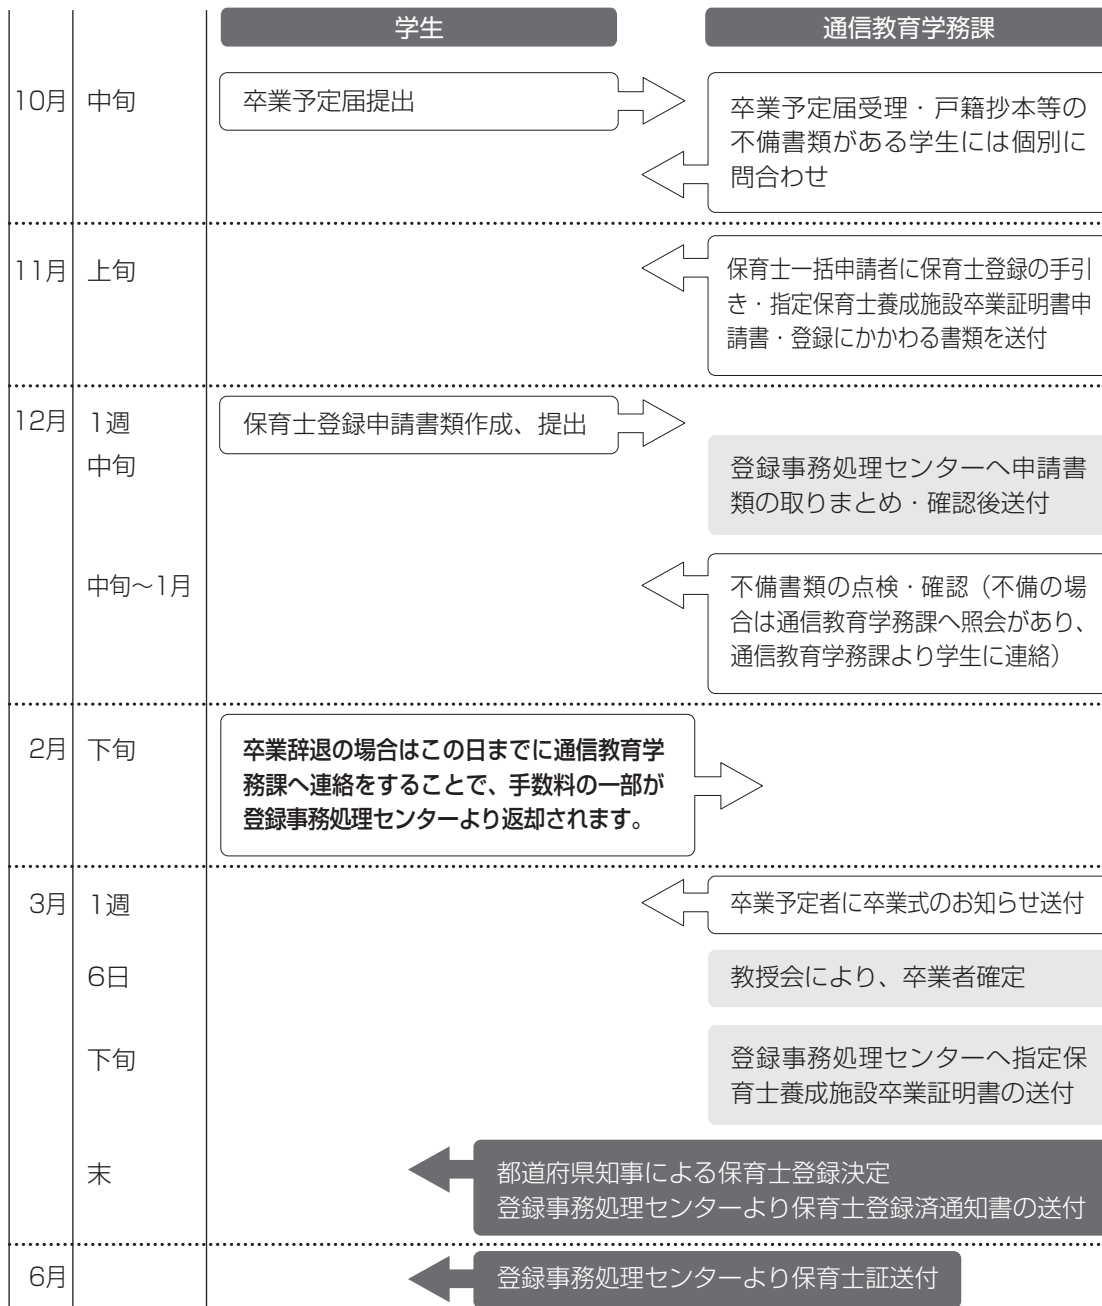 学生
通信教育学務課
10月 中旬
卒業予定届提出
卒業予定届受理・戸籍抄本等の
不備書類がある学生には個別に
問合わせ
11月 上旬
保育士一括申請者に保育士登録の手引
き・指定保育士養成施設卒業証明書申
請書・登録にかかわる書類を送付
12月 1週
保育士登録申請書類作成、提出
中旬
登録事務処理センターへ申請書
類の取りまとめ・確認後送付
中旬～1月
不備書類の点検・確認（不備の場
合は通信教育学務課へ照会があり、
通信教育学務課より学生に連絡）
2月 下旬
卒業辞退の場合はこの日までに通信教育学
務課へ連絡をすることで、手数料の一部が
登録事務処理センターより返却されます。
3月 1週
卒業予定者に卒業式のお知らせ送付
6日
教授会により、卒業者確定
下旬
登録事務処理センターへ指定保
育士養成施設卒業証明書の送付
末
都道府県知事による保育士登録決定
登録事務処理センターより保育士登録済通知書の送付
6月
登録事務処理センターより保育士証送付